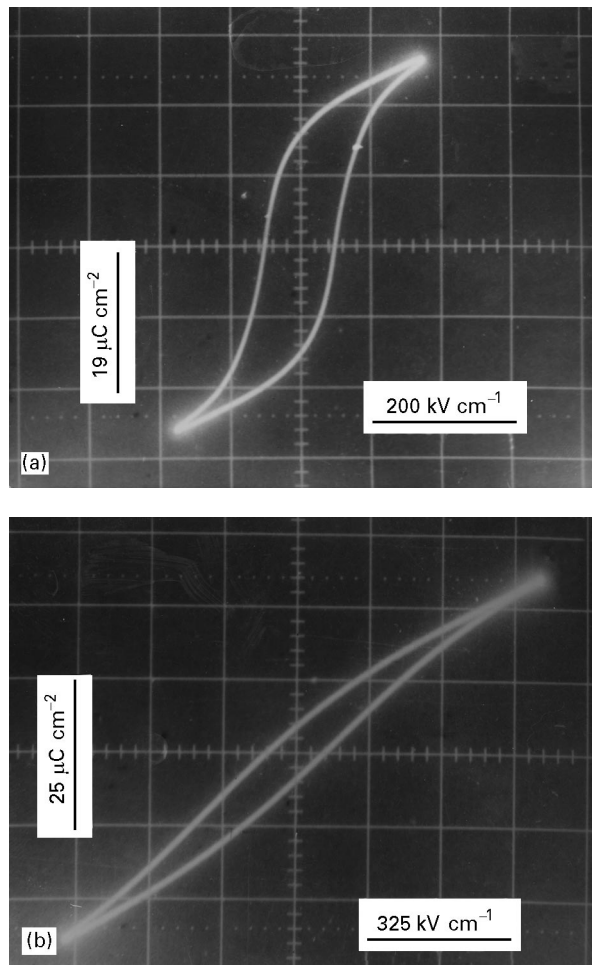 19 μC cm⁻²
200 kV cm⁻¹
(a)
25 μC cm⁻²
325 kV cm⁻¹
(b)